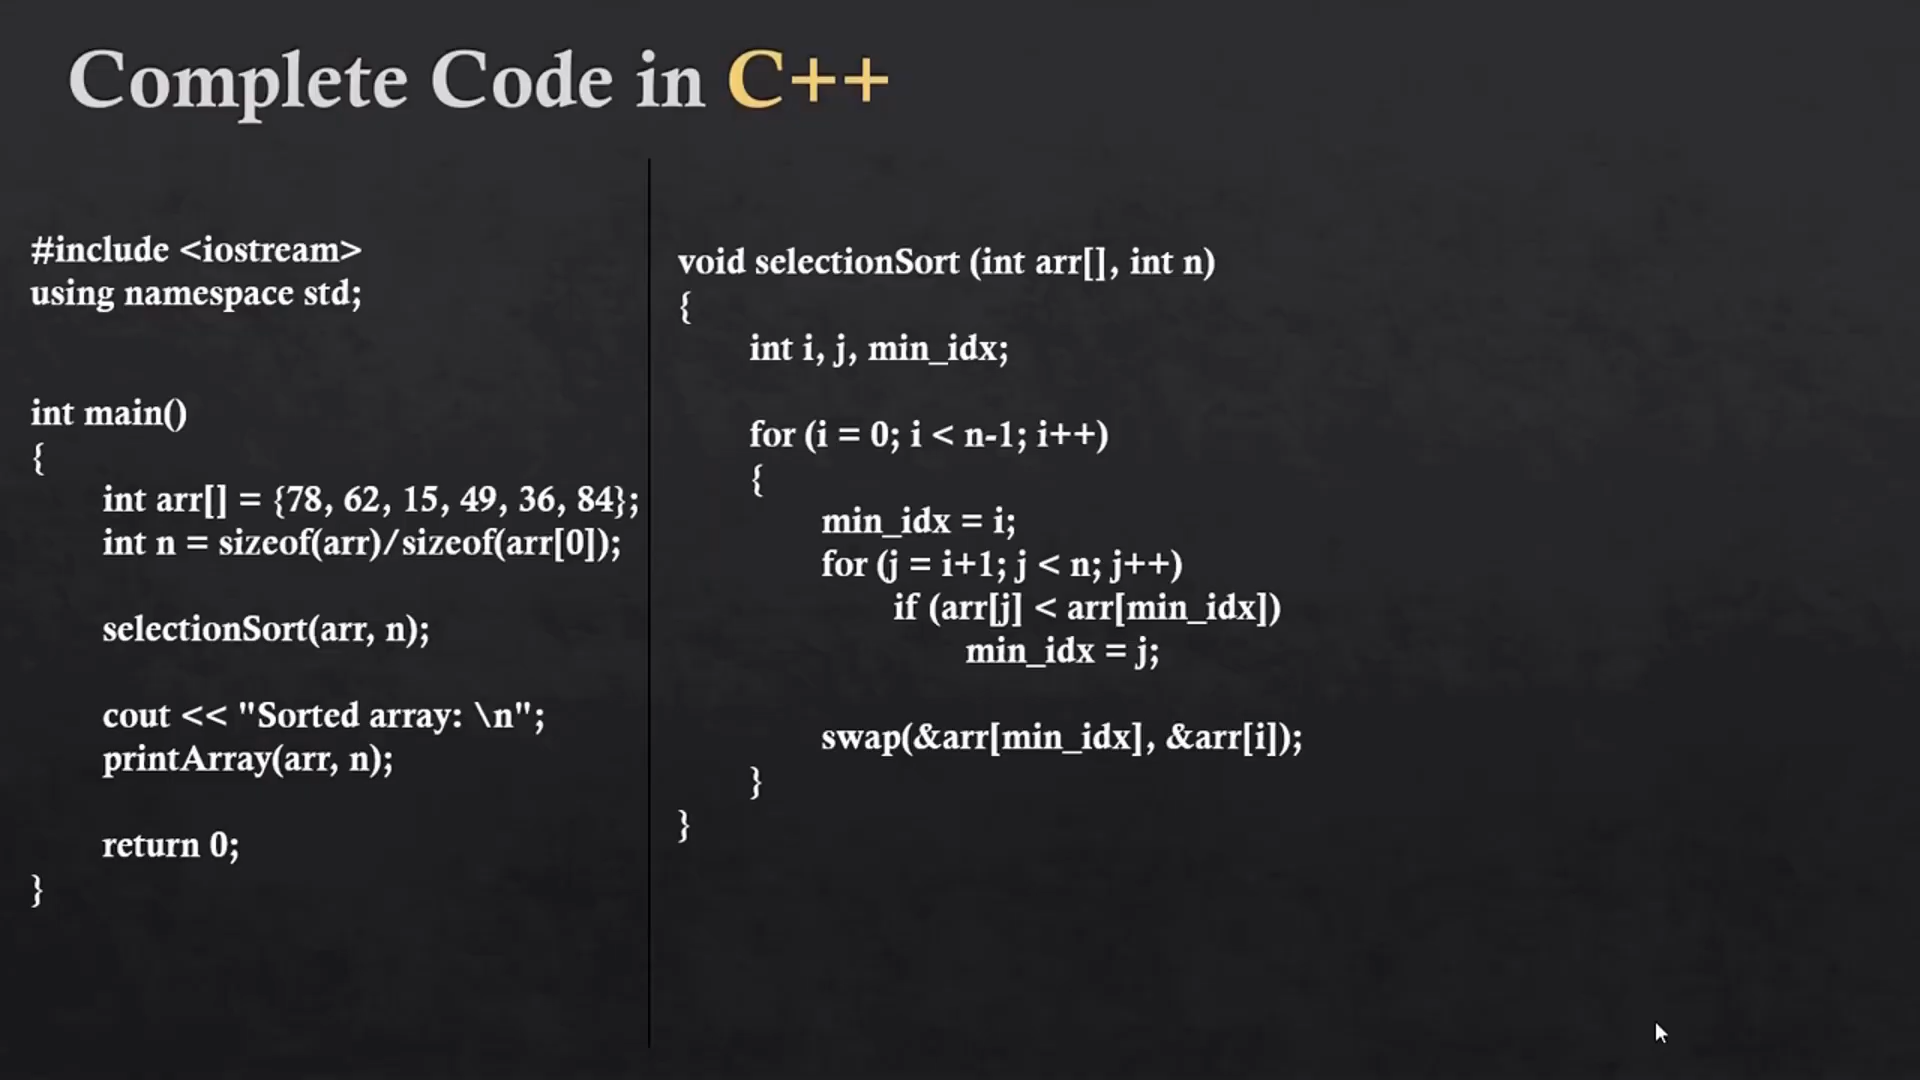 Complete Code in C++
#include <iostream>
using namespace std;
int main()
{
int arr[] = {78, 62, 15, 49, 36, 84};
int n = sizeof(arr)/sizeof(arr[0]);
selectionSort(arr, n);
cout << "Sorted array: \n";
printArray(arr, n);
return 0;
}
void selectionSort (int arr[], int n)
{
int i, j, min_idx;
for (i = 0; i < n-1; i++)
{
min_idx = i;
for (j = i+1; j < n; j++)
if (arr[j] < arr[min_idx])
min_idx = j;
swap(&arr[min_idx], &arr[i]);
}
}